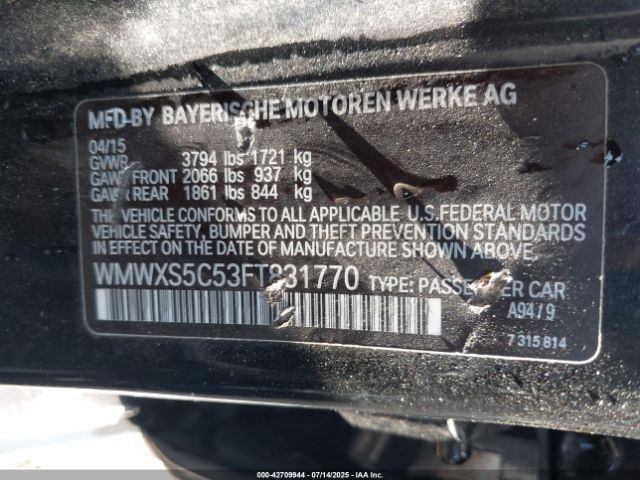 MFD-BY BAYERISCHE MOTOREN WERKE AG
04/15
GVWR 3794 lbs 1721 kg
GAWR FRONT 2066 lbs 937 kg
GAWR REAR 1861 lbs 844 kg
THE VEHICLE CONFORMS TO ALL APPLICABLE U.S.FEDERAL MOTOR
VEHICLE SAFETY, BUMPER AND THEFT PREVENTION STANDARDS
IN EFFECT ON THE DATE OF MANUFACTURE SHOWN ABOVE.
WMWXS5C53FT831770 TYPE: PASSENGER CAR
A94/9
7 315 814
000-42709944 | 07/14/2025 | IAA Inc.